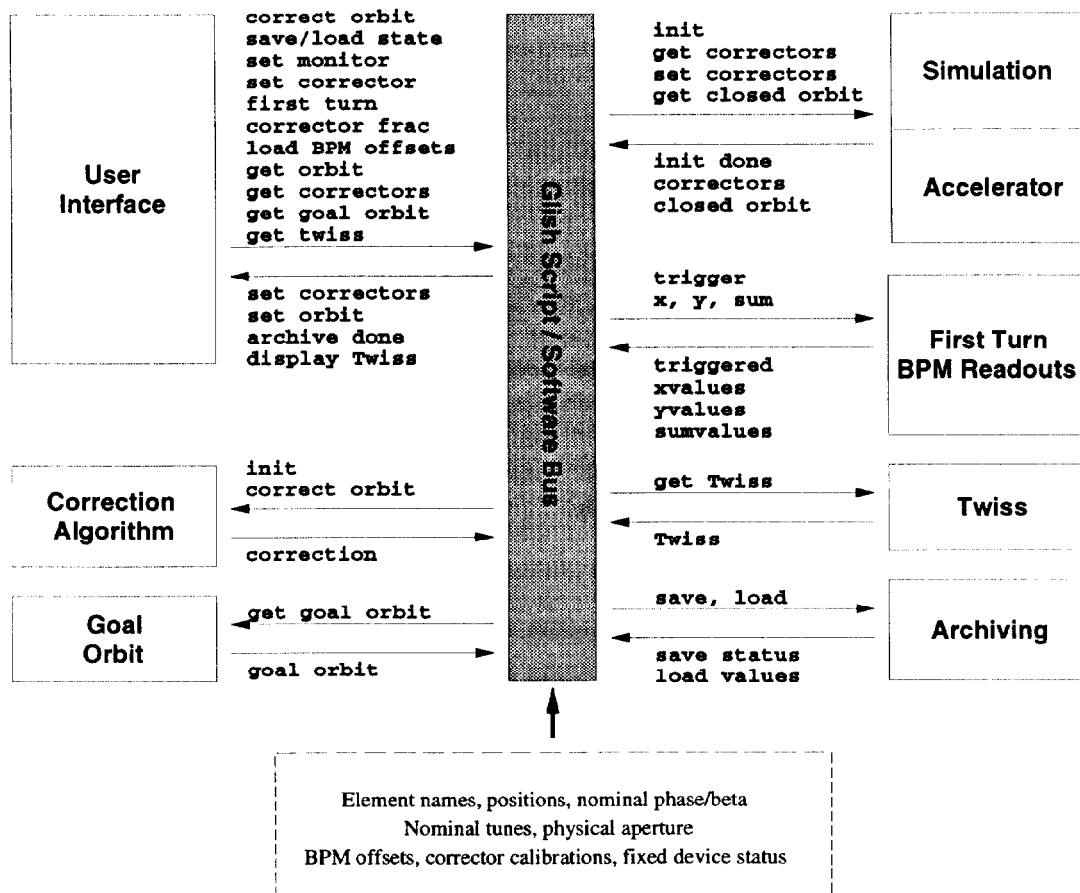 correct orbit
save/load state
set monitor
set corrector
first turn
corrector frac
load BPM offsets
get orbit
get correctors
get goal orbit
get twiss
User
Interface
set correctors
set orbit
archive done
display Twiss
init
correct orbit
Correction
Algorithm
correction
get goal orbit
Goal
Orbit
goal orbit
Glish Script / Software Bus
init
get correctors
set correctors
get closed orbit
Simulation
init done
correctors
closed orbit
Accelerator
trigger
x, y, sum
First Turn
BPM Readouts
triggered
xvalues
yvalues
sumvalues
get Twiss
Twiss
Twiss
save, load
Archiving
save status
load values
Element names, positions, nominal phase/beta
Nominal tunes, physical aperture
BPM offsets, corrector calibrations, fixed device status